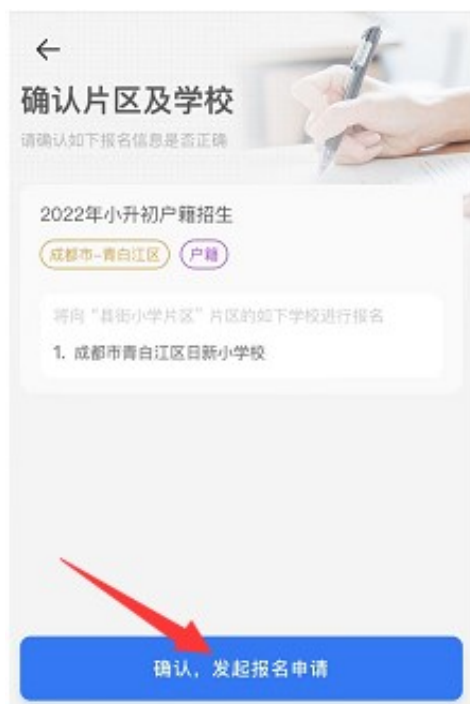 确认片区及学校
请确认如下报名信息是否正确
2022年小升初户籍招生
成都市-青白江区 户籍
将向“县街小学片区”片区的如下学校进行报名
1. 成都市青白江区日新小学校
确认，发起报名申请